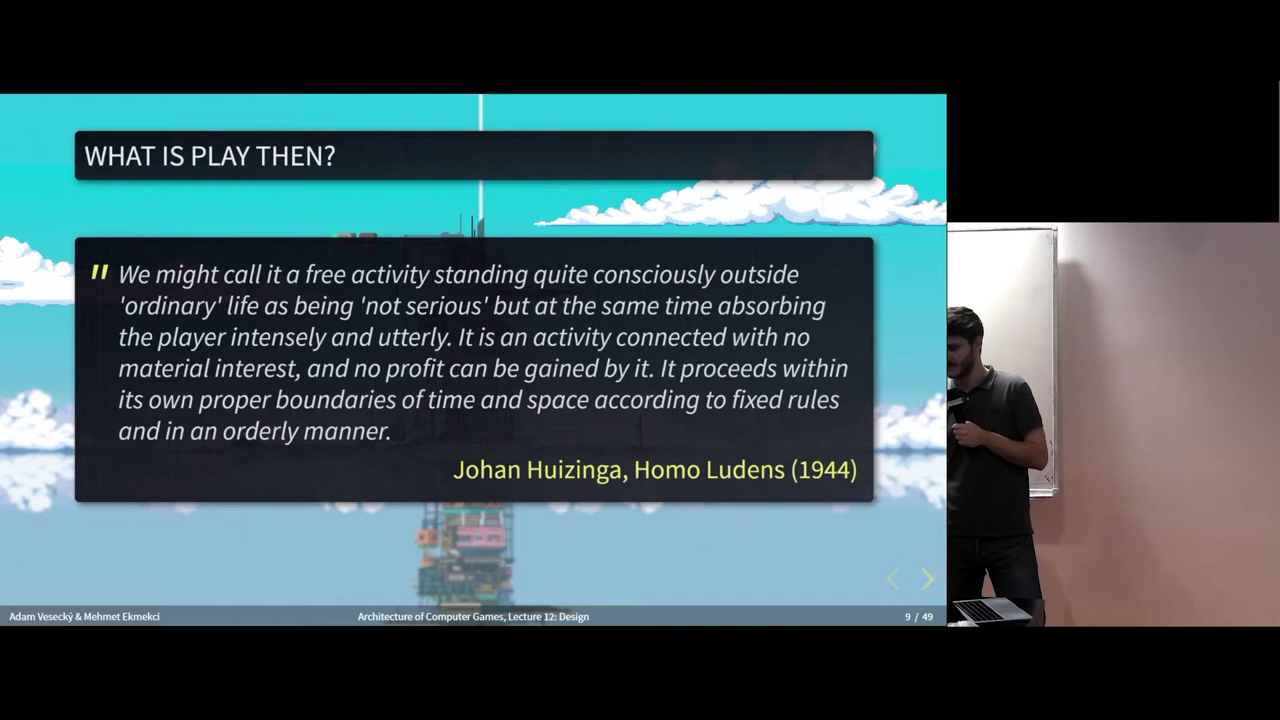 WHAT IS PLAY THEN?
" We might call it a free activity standing quite consciously outside
'ordinary' life as being 'not serious' but at the same time absorbing
the player intensely and utterly. It is an activity connected with no
material interest, and no profit can be gained by it. It proceeds within
its own proper boundaries of time and space according to fixed rules
and in an orderly manner.
Johan Huizinga, Homo Ludens (1944)
Adam Vesecký & Mehmet Ekmekci
Architecture of Computer Games, Lecture 12: Design
9 / 49